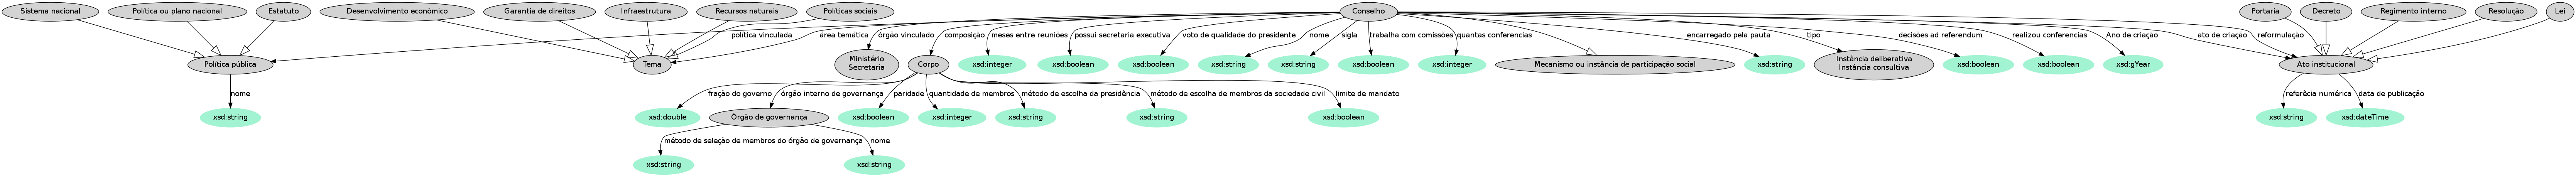 Sistema nacional
Política ou plano nacional
Estatuto
Desenvolvimento econômico
Garantia de direitos
Infraestrutura
Recursos naturais
Políticas sociais
Conselho
Portaria
Decreto
Regimento interno
Resolução
Lei
política vinculada
área temática
órgão vinculado
composição
meses entre reuniões
possui secretaria executiva
voto de qualidade do presidente
nome
sigla
trabalha com comissões
quantas conferencias
encarregado pela pauta
tipo
decisões ad referendum
realizou conferencias
Ano de criação
ato de criação
reformulação
Política pública
Tema
Ministério
Secretaria
Corpo
xsd:integer
xsd:boolean
xsd:boolean
xsd:string
xsd:string
xsd:boolean
xsd:integer
Mecanismo ou instância de participação social
xsd:string
Instância deliberativa
Instância consultiva
xsd:boolean
xsd:boolean
xsd:gYear
Ato institucional
nome
fração do governo
órgão interno de governança
paridade
quantidade de membros
método de escolha da presidência
método de escolha de membros da sociedade civil
limite de mandato
referêcia numérica
data de publicação
xsd:string
xsd:double
Órgão de governança
xsd:boolean
xsd:integer
xsd:string
xsd:string
xsd:boolean
xsd:string
xsd:dateTime
método de seleção de membros do órgão de governança
nome
xsd:string
xsd:string